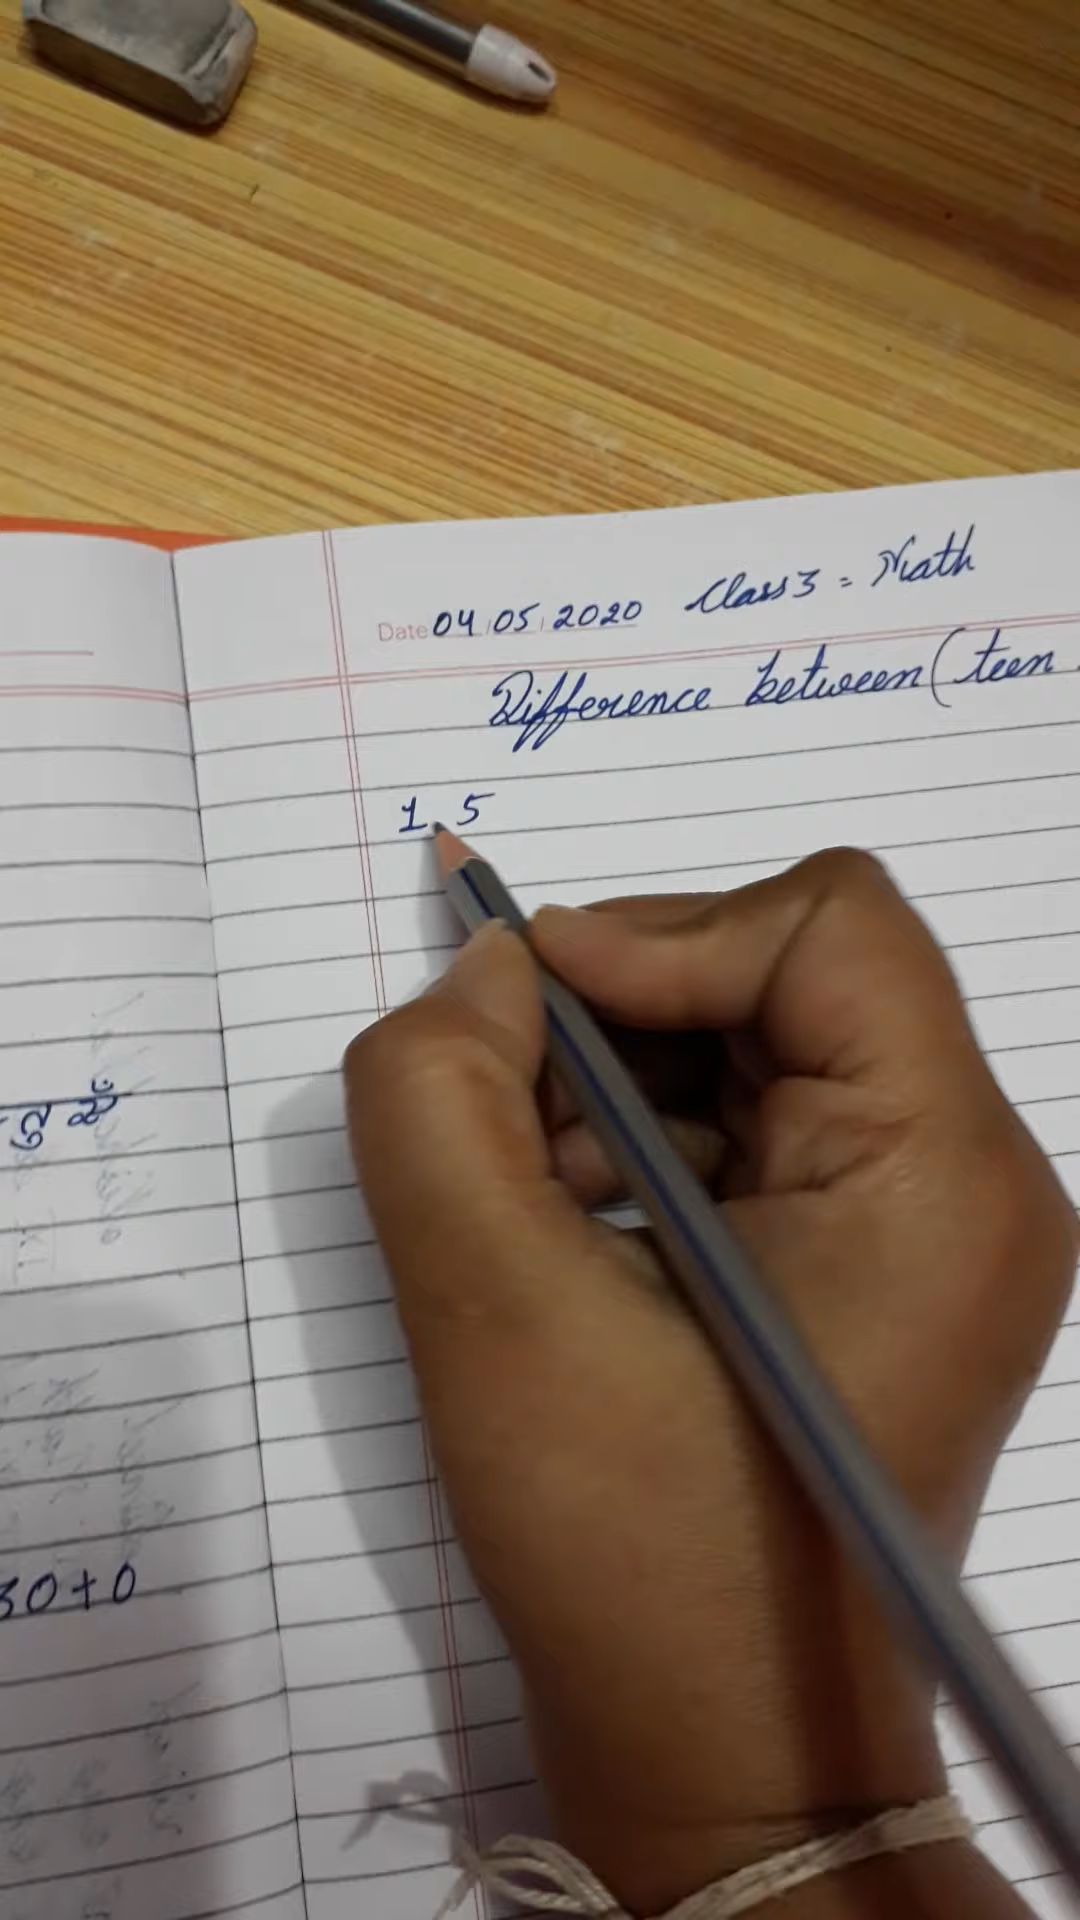 Class 3 = Math
Date 04/05/2020
Difference between (teen
1 5
30+0